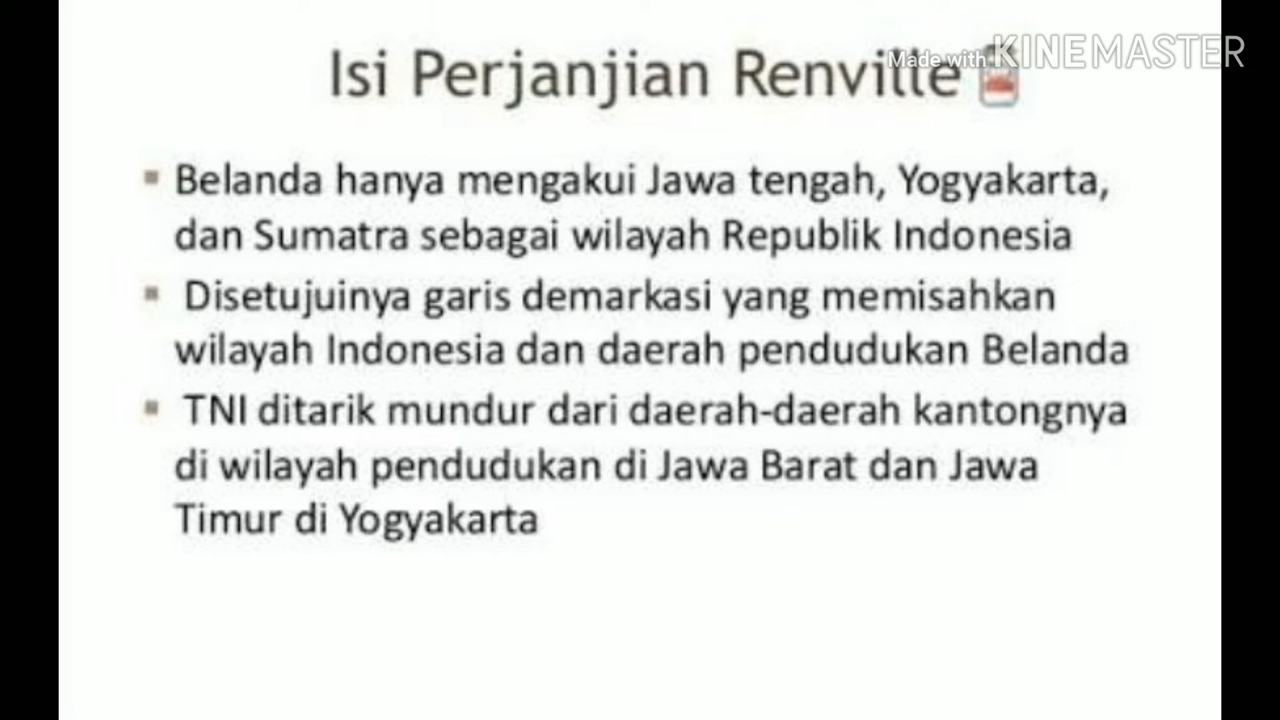 Isi Perjanjian Renville
Made with KINEMASTER
Belanda hanya mengakui Jawa tengah, Yogyakarta,
dan Sumatra sebagai wilayah Republik Indonesia
Disetujuinya garis demarkasi yang memisahkan
wilayah Indonesia dan daerah pendudukan Belanda
TNI ditarik mundur dari daerah-daerah kantongnya
di wilayah pendudukan di Jawa Barat dan Jawa
Timur di Yogyakarta